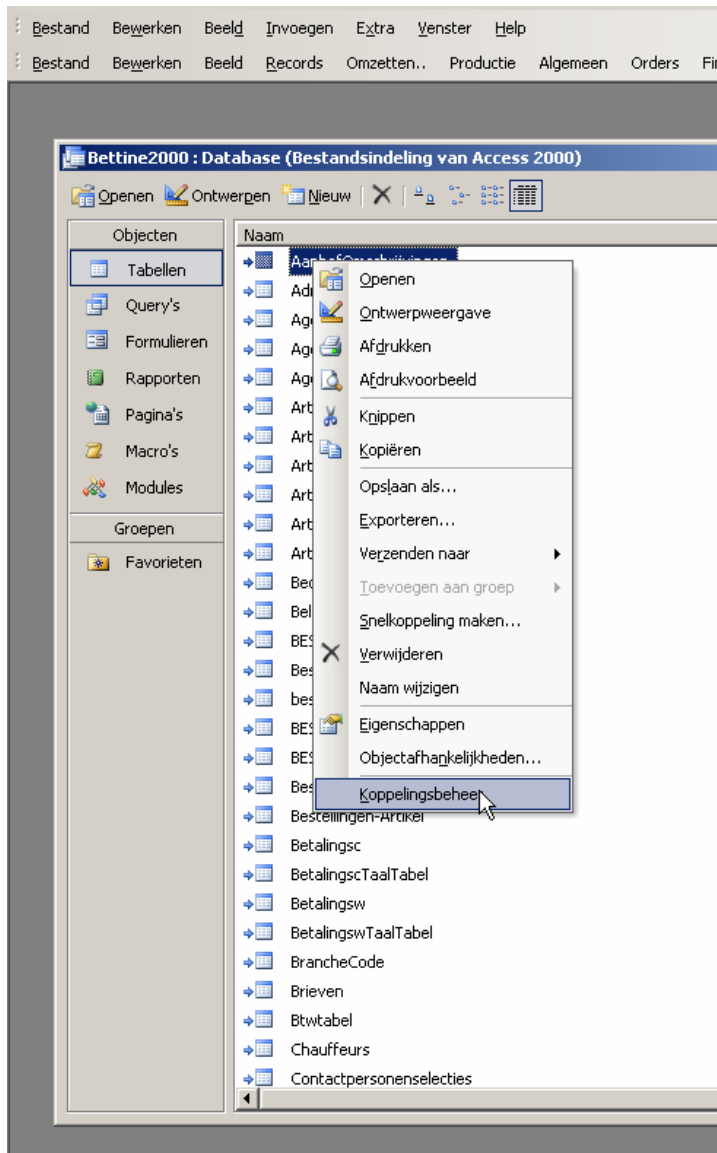 Bestand Bewerken Beeld Invoegen Extra Venster Help
Bestand Bewerken Beeld Records Omzetten.. Productie Algemeen Orders
Bettine2000 : Database (Bestandsindeling van Access 2000)
Openen Ontwerpen Nieuw
Objecten
Tabellen
Query's
Formulieren
Rapporten
Pagina's
Macro's
Modules
Groepen
Favorieten
Naam
Openen
Ontwerpweergave
Afdrukken
Afdrukvoorbeeld
Knippen
Kopiëren
Opslaan als...
Exporteren...
Verzenden naar
Toevoegen aan groep
Snelkoppeling maken...
Verwijderen
Naam wijzigen
Eigenschappen
Objectafhankelijkheden...
Koppelingsbeheer
Bestellingen-Artikel
Betalingsc
BetalingscTaalTabel
Betalingsw
BetalingswTaalTabel
BrancheCode
Brieven
Btwtabel
Chauffeurs
Contactpersonenselecties